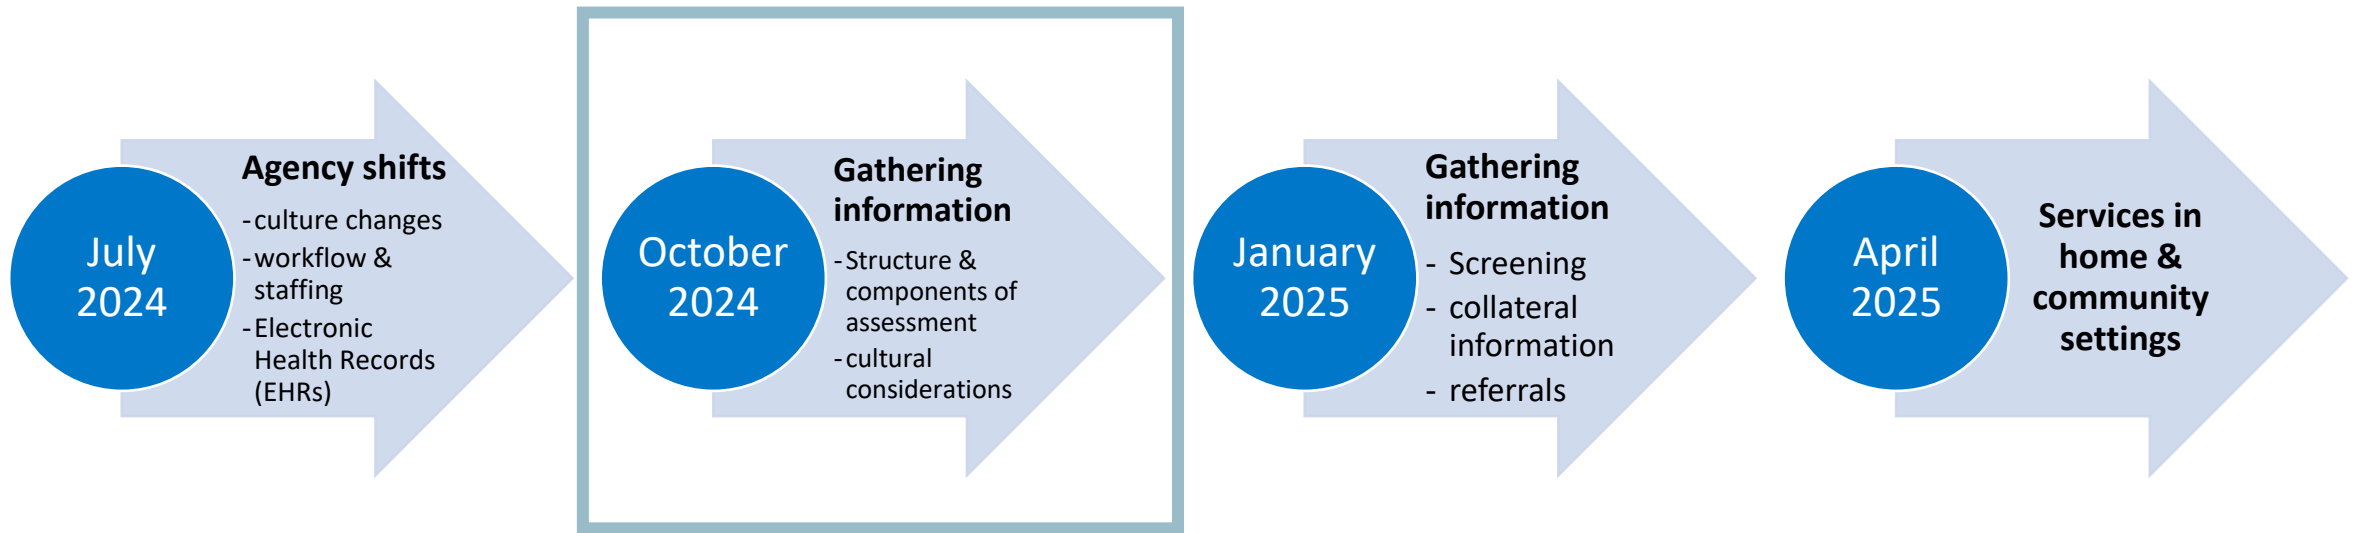 July
2024
Agency shifts
-culture changes
-workflow &
staffing
-Electronic
Health Records
(EHRs)
October
2024
Gathering
information
-Structure &
components of
assessment
-cultural
considerations
January
2025
Gathering
information
- Screening
- collateral
information
- referrals
April
2025
Services in
home &
community
settings